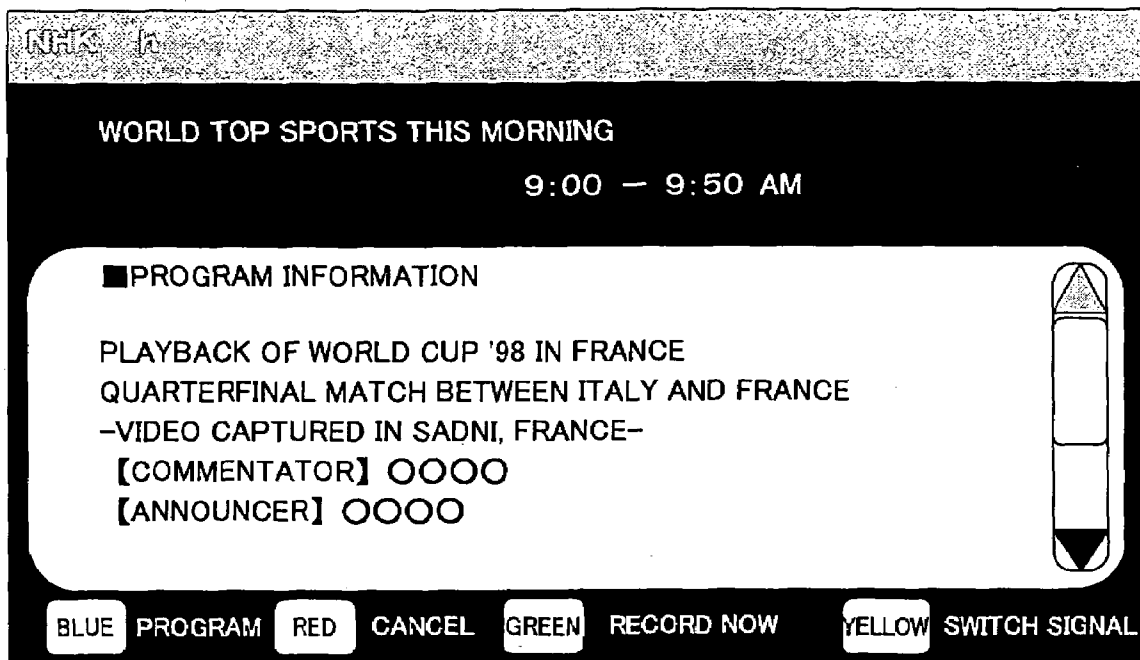 NHK h
WORLD TOP SPORTS THIS MORNING
9:00 － 9:50 AM
■PROGRAM INFORMATION
PLAYBACK OF WORLD CUP '98 IN FRANCE
QUARTERFINAL MATCH BETWEEN ITALY AND FRANCE
-VIDEO CAPTURED IN SADNI, FRANCE-
【COMMENTATOR】○○○○
【ANNOUNCER】○○○○
BLUE PROGRAM RED CANCEL GREEN RECORD NOW YELLOW SWITCH SIGNAL